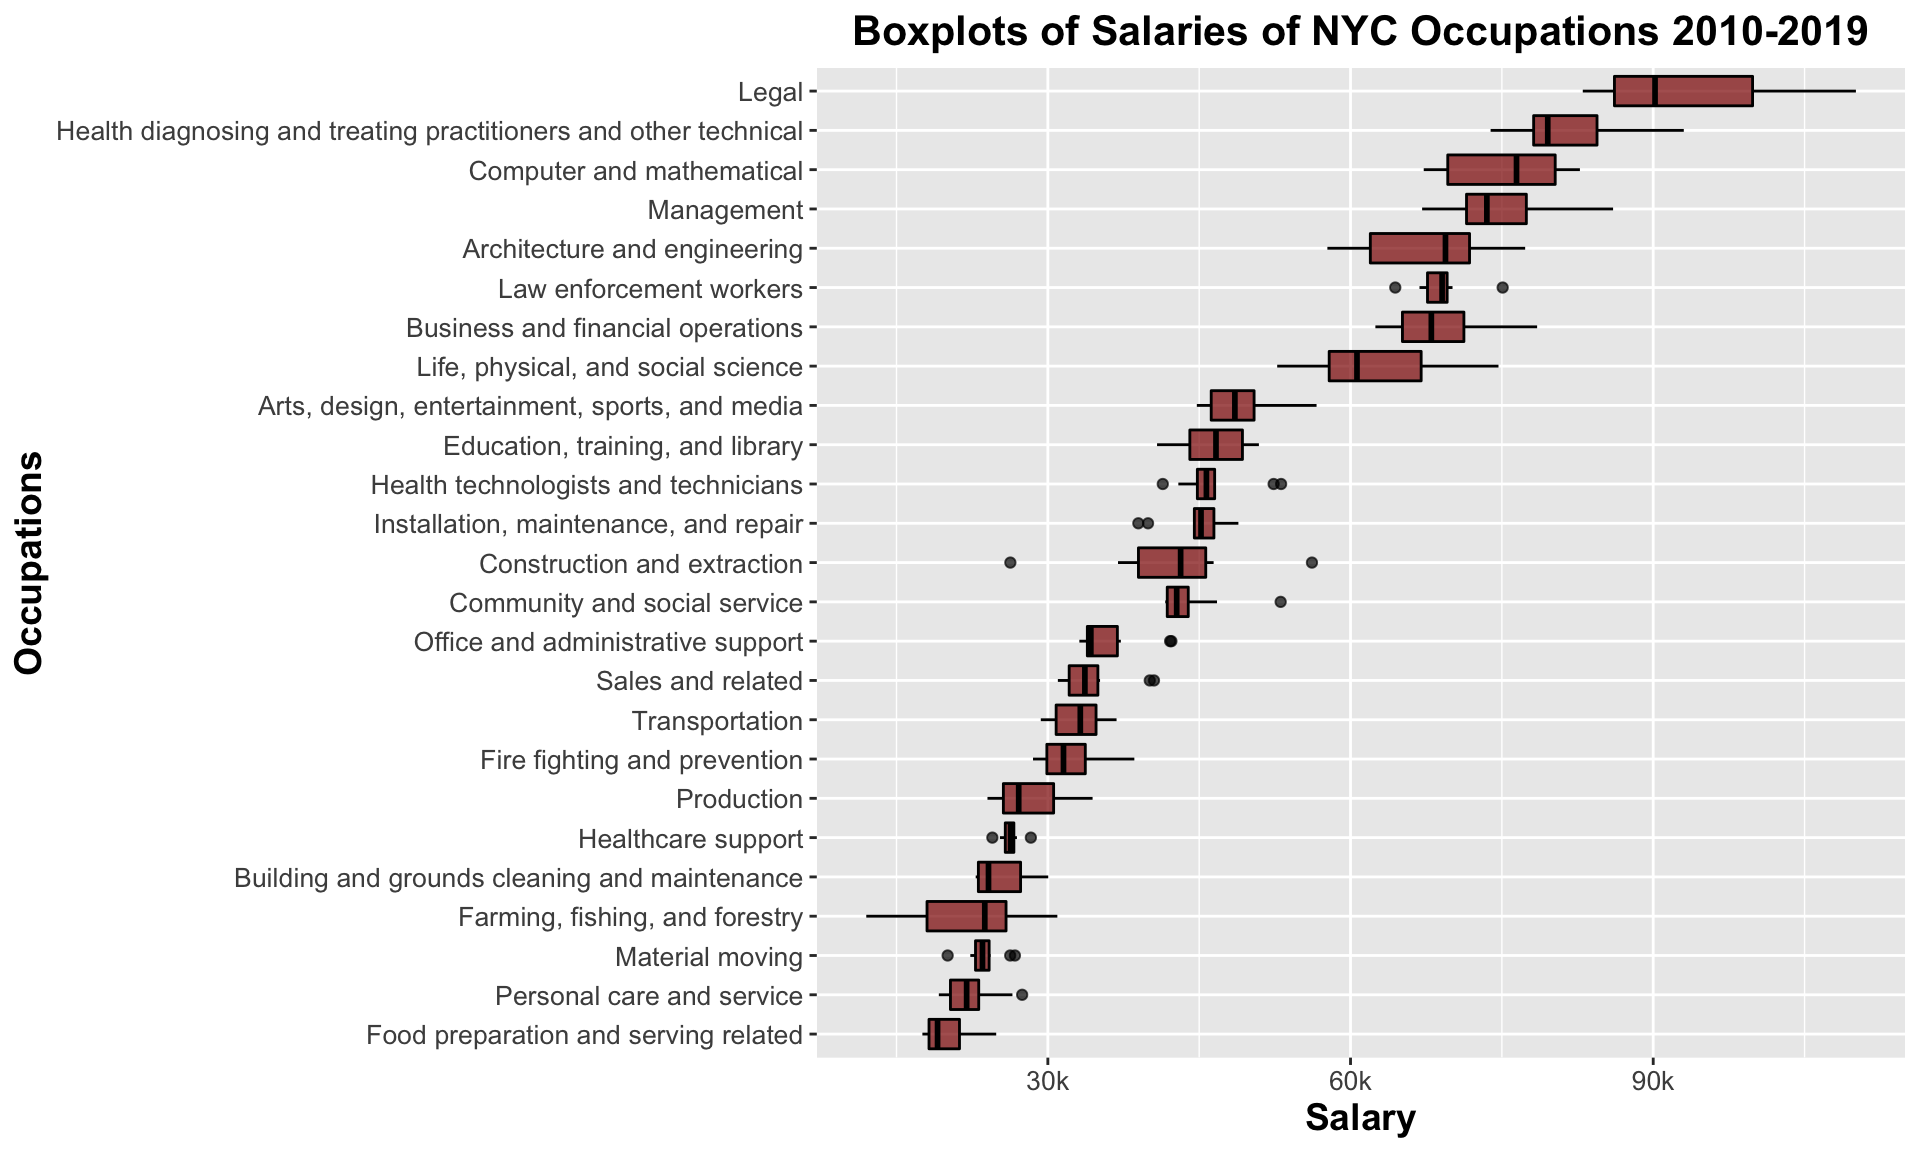 Boxplots of Salaries of NYC Occupations 2010-2019
Occupations
Legal
Health diagnosing and treating practitioners and other technical
Computer and mathematical
Management
Architecture and engineering
Law enforcement workers
Business and financial operations
Life, physical, and social science
Arts, design, entertainment, sports, and media
Education, training, and library
Health technologists and technicians
Installation, maintenance, and repair
Construction and extraction
Community and social service
Office and administrative support
Sales and related
Transportation
Fire fighting and prevention
Production
Healthcare support
Building and grounds cleaning and maintenance
Farming, fishing, and forestry
Material moving
Personal care and service
Food preparation and serving related
30k 60k 90k
Salary